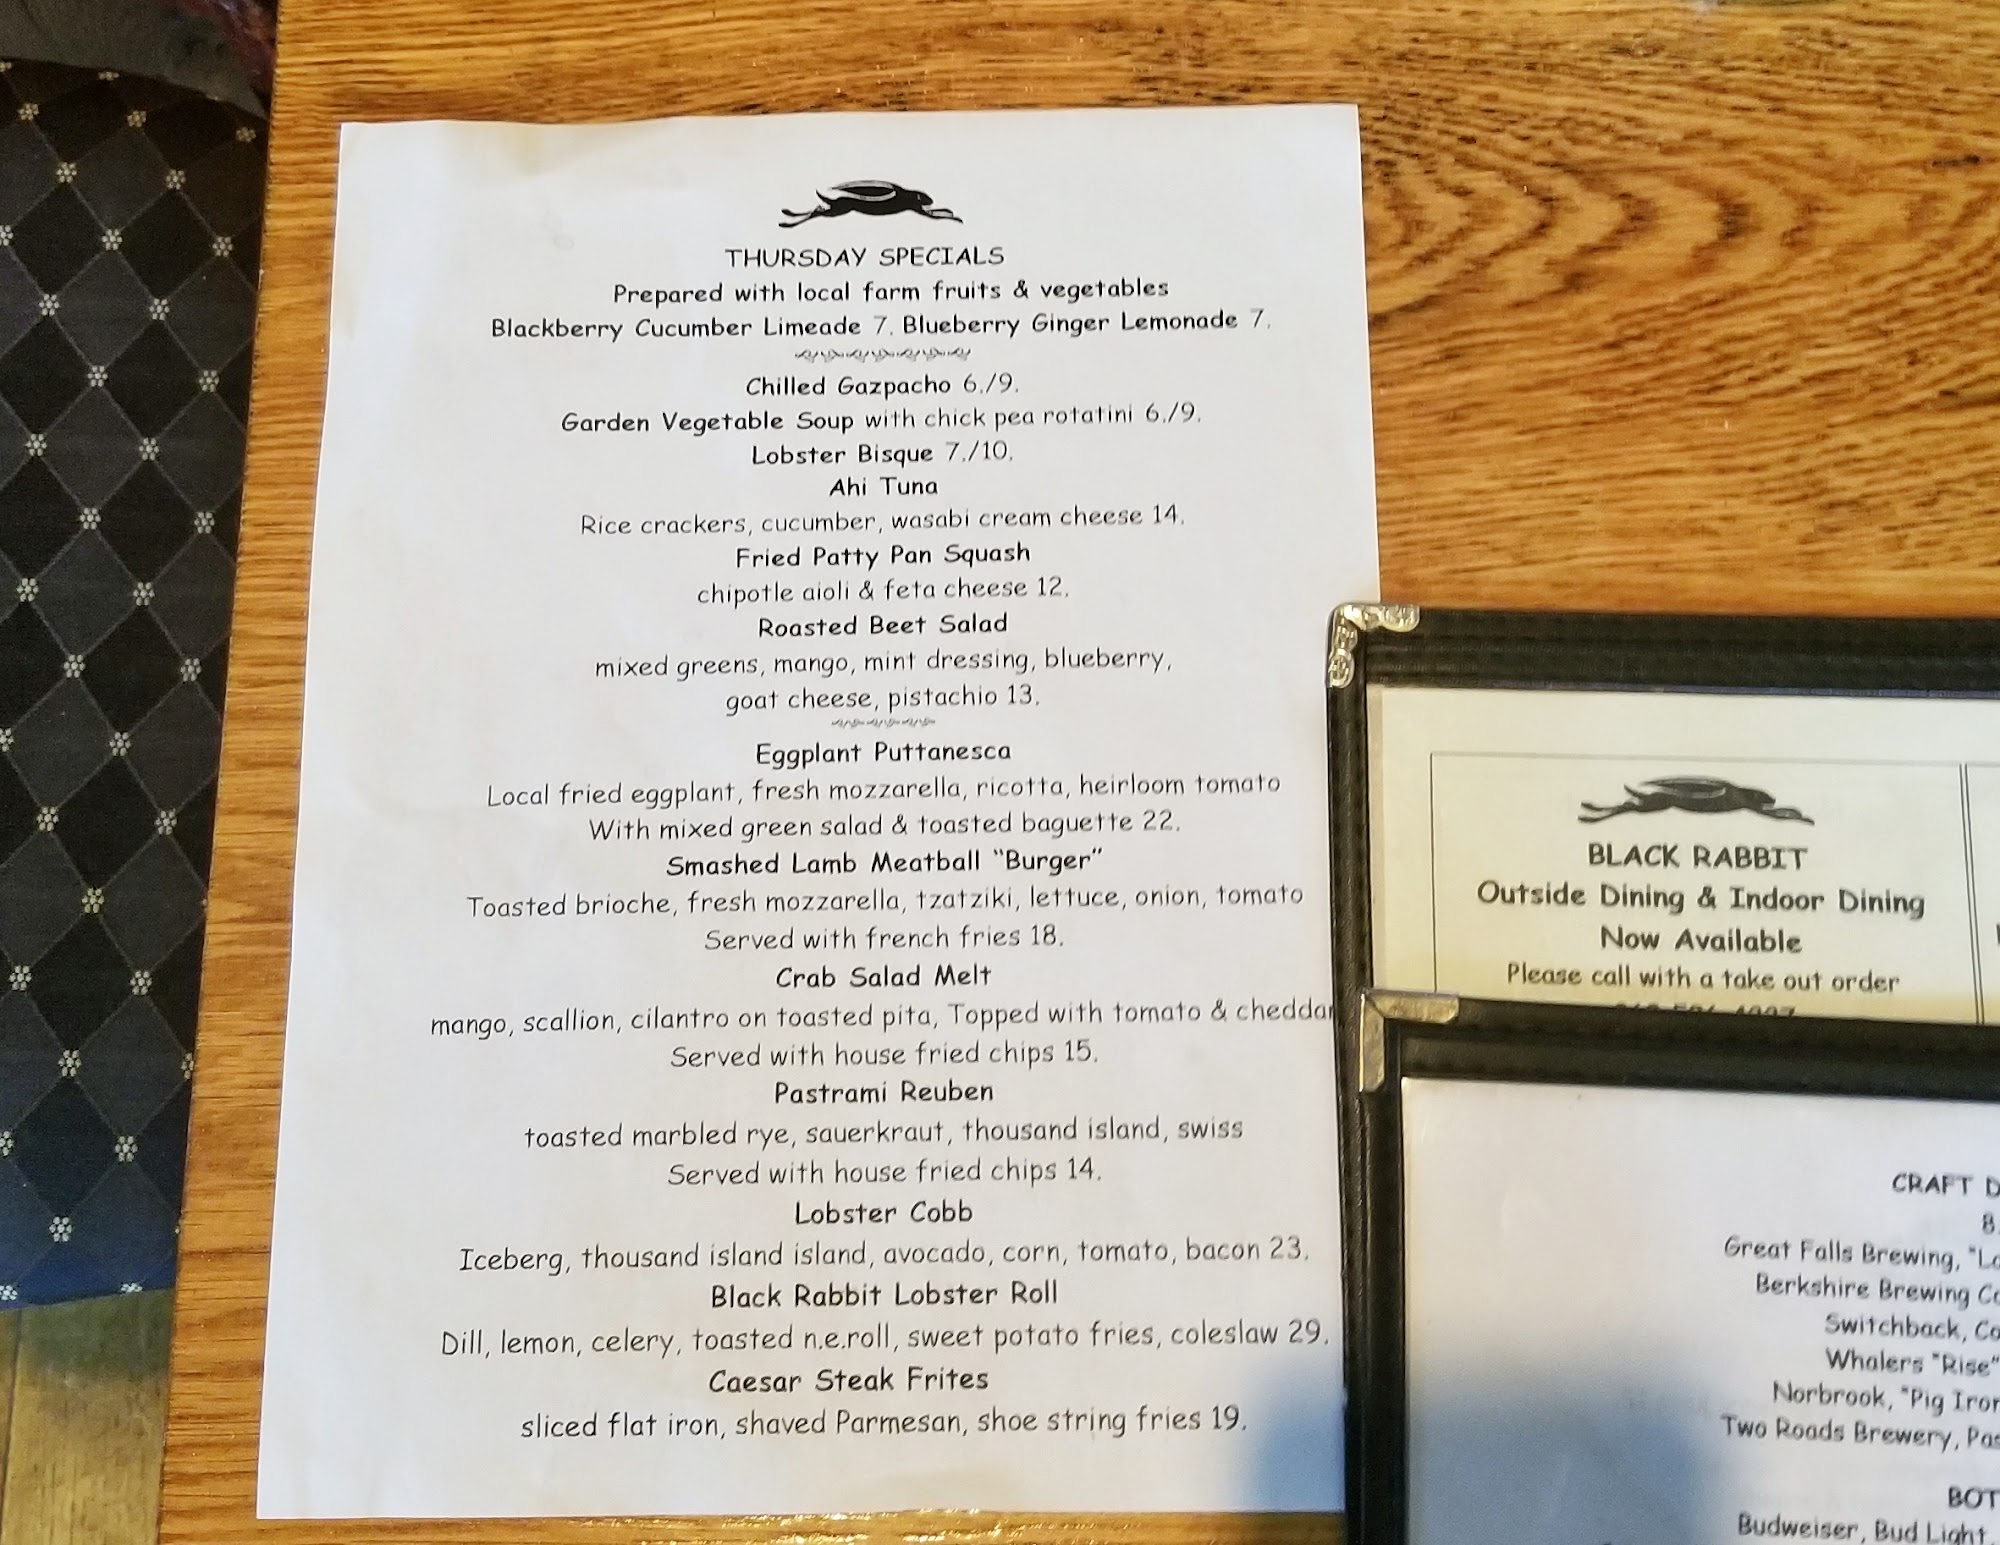 THURSDAY SPECIALS
Prepared with local farm fruits & vegetables
Blackberry Cucumber Limeade 7. Blueberry Ginger Lemonade 7.
Chilled Gazpacho 6./9.
Garden Vegetable Soup with chick pea rotatini 6./9.
Lobster Bisque 7./10.
Ahi Tuna
Rice crackers, cucumber, wasabi cream cheese 14.
Fried Patty Pan Squash
chipotle aioli & feta cheese 12.
Roasted Beet Salad
mixed greens, mango, mint dressing, blueberry,
goat cheese, pistachio 13.
Eggplant Puttanesca
Local fried eggplant, fresh mozzarella, ricotta, heirloom tomato
With mixed green salad & toasted baguette 22.
Smashed Lamb Meatball "Burger"
Toasted brioche, fresh mozzarella, tzatziki, lettuce, onion, tomato
Served with french fries 18.
Crab Salad Melt
mango, scallion, cilantro on toasted pita, Topped with tomato & cheddar
Served with house fried chips 15.
Pastrami Reuben
toasted marbled rye, sauerkraut, thousand island, swiss
Served with house fried chips 14.
Lobster Cobb
Iceberg, thousand island island, avocado, corn, tomato, bacon 23.
Black Rabbit Lobster Roll
Dill, lemon, celery, toasted n.e.roll, sweet potato fries, coleslaw 29.
Caesar Steak Frites
sliced flat iron, shaved Parmesan, shoe string fries 19.
BLACK RABBIT
Outside Dining & Indoor Dining
Now Available
Please call with a take out order
CRAFT D
8.
Great Falls Brewing, "La
Berkshire Brewing Co
Switchback, Co
Whalers "Rise"
Norbrook, "Pig Iron
Two Roads Brewery, Pas
BOT
Budweiser, Bud Light,